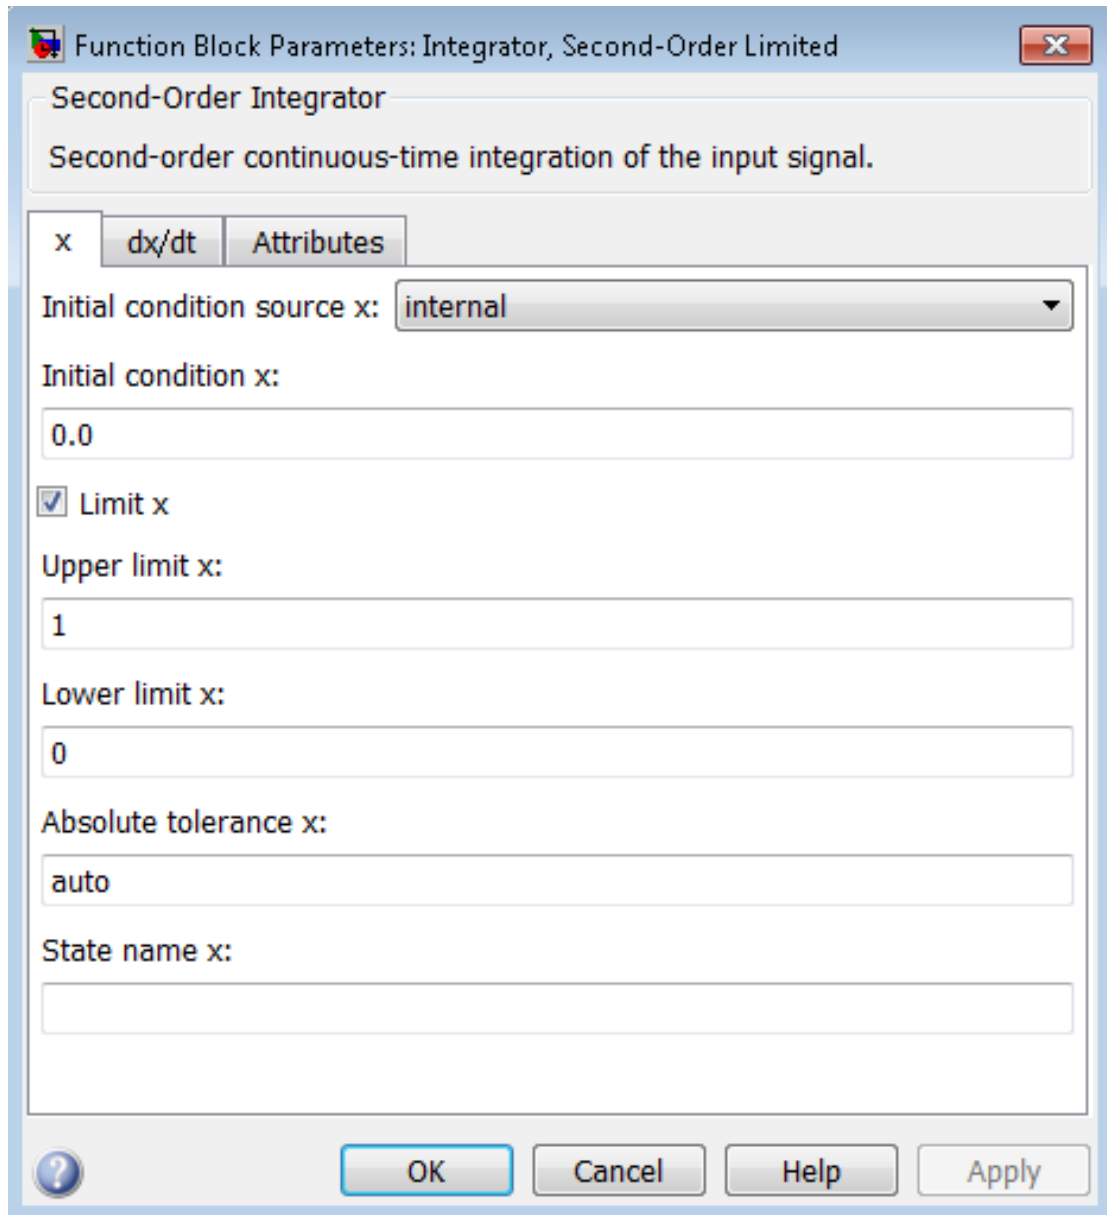 Function Block Parameters: Integrator, Second-Order Limited
Second-Order Integrator
Second-order continuous-time integration of the input signal.
x dx/dt Attributes
Initial condition source x: internal
Initial condition x:
0.0
Limit x
Upper limit x:
1
Lower limit x:
0
Absolute tolerance x:
auto
State name x:
? OK Cancel Help Apply